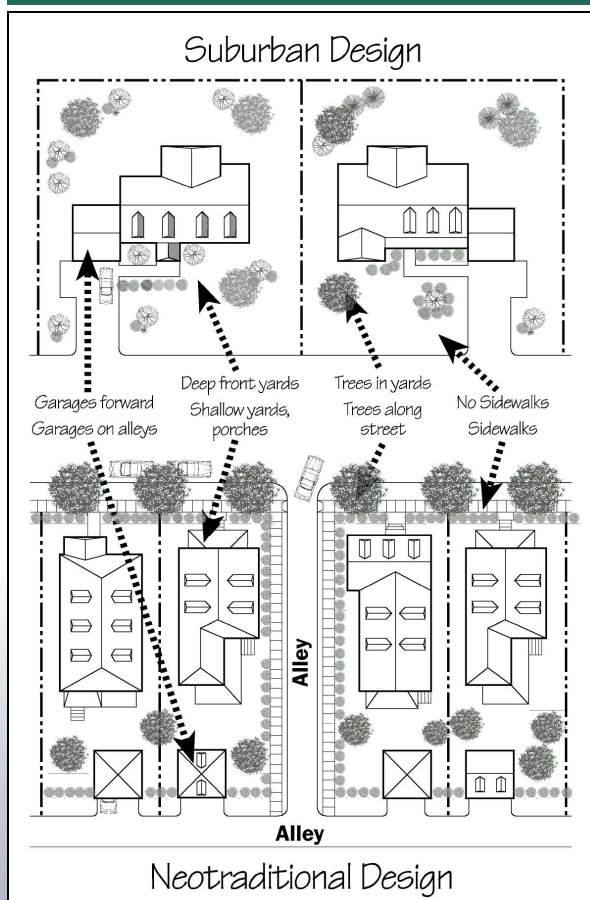 Suburban Design
Garages forward
Garages on alleys
Deep front yards
Shallow yards,
porches
Trees in yards
Trees along
street
No Sidewalks
Sidewalks
Alley
Alley
Neotraditional Design